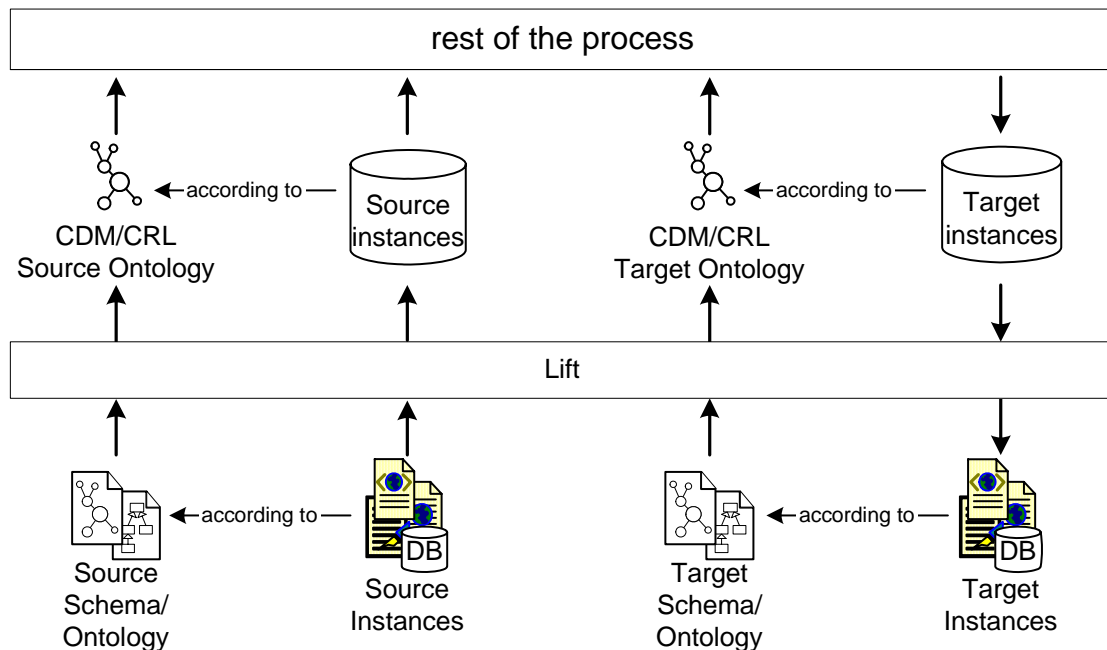 rest of the process
according to
Source
instances
CDM/CRL
Source Ontology
according to
Target
instances
CDM/CRL
Target Ontology
Lift
according to
DB
Source
Schema/
Ontology
Source
Instances
according to
DB
Target
Schema/
Ontology
Target
Instances